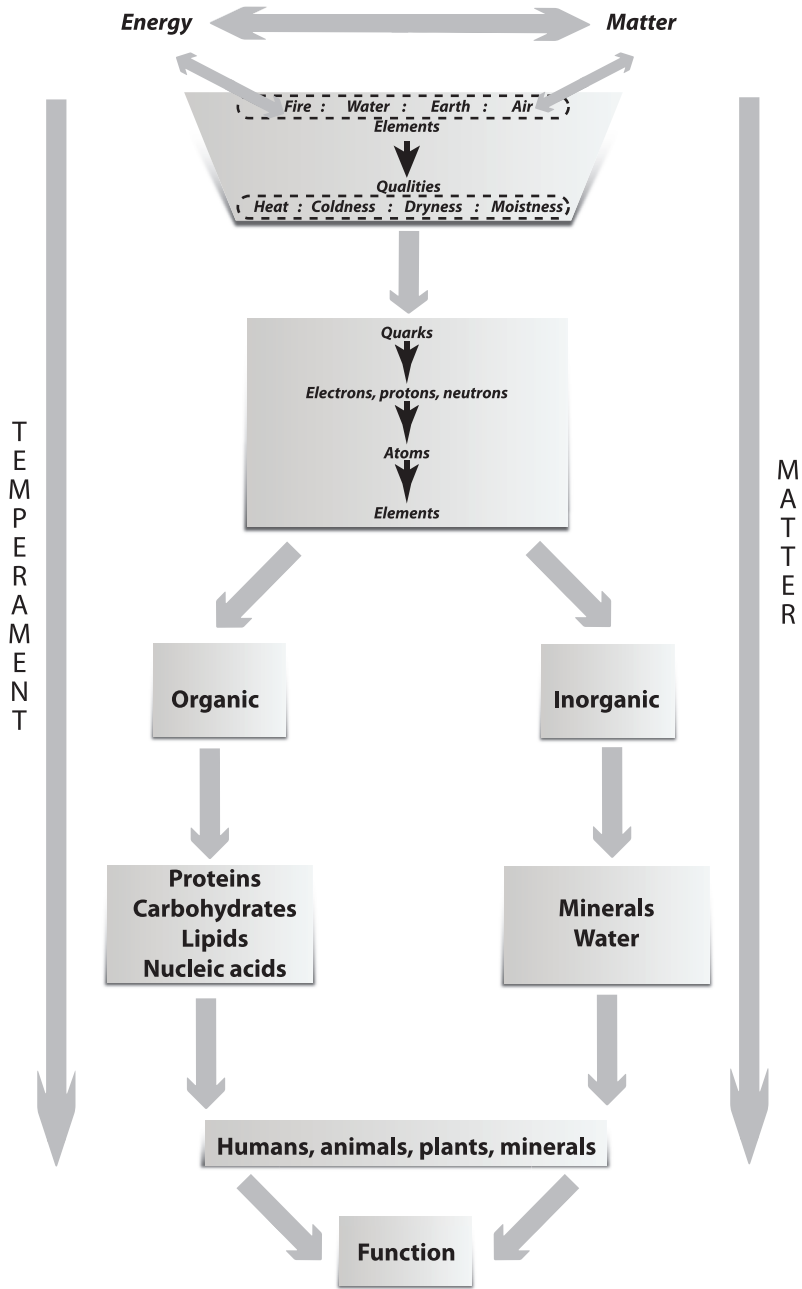 Energy Matter
Fire : Water : Earth : Air
Elements
Qualities
Heat : Coldness : Dryness : Moistness
Quarks
Electrons, protons, neutrons
Atoms
Elements
TEMPERAMENT
MATTER
Organic
Inorganic
Proteins
Carbohydrates
Lipids
Nucleic acids
Minerals
Water
Humans, animals, plants, minerals
Function